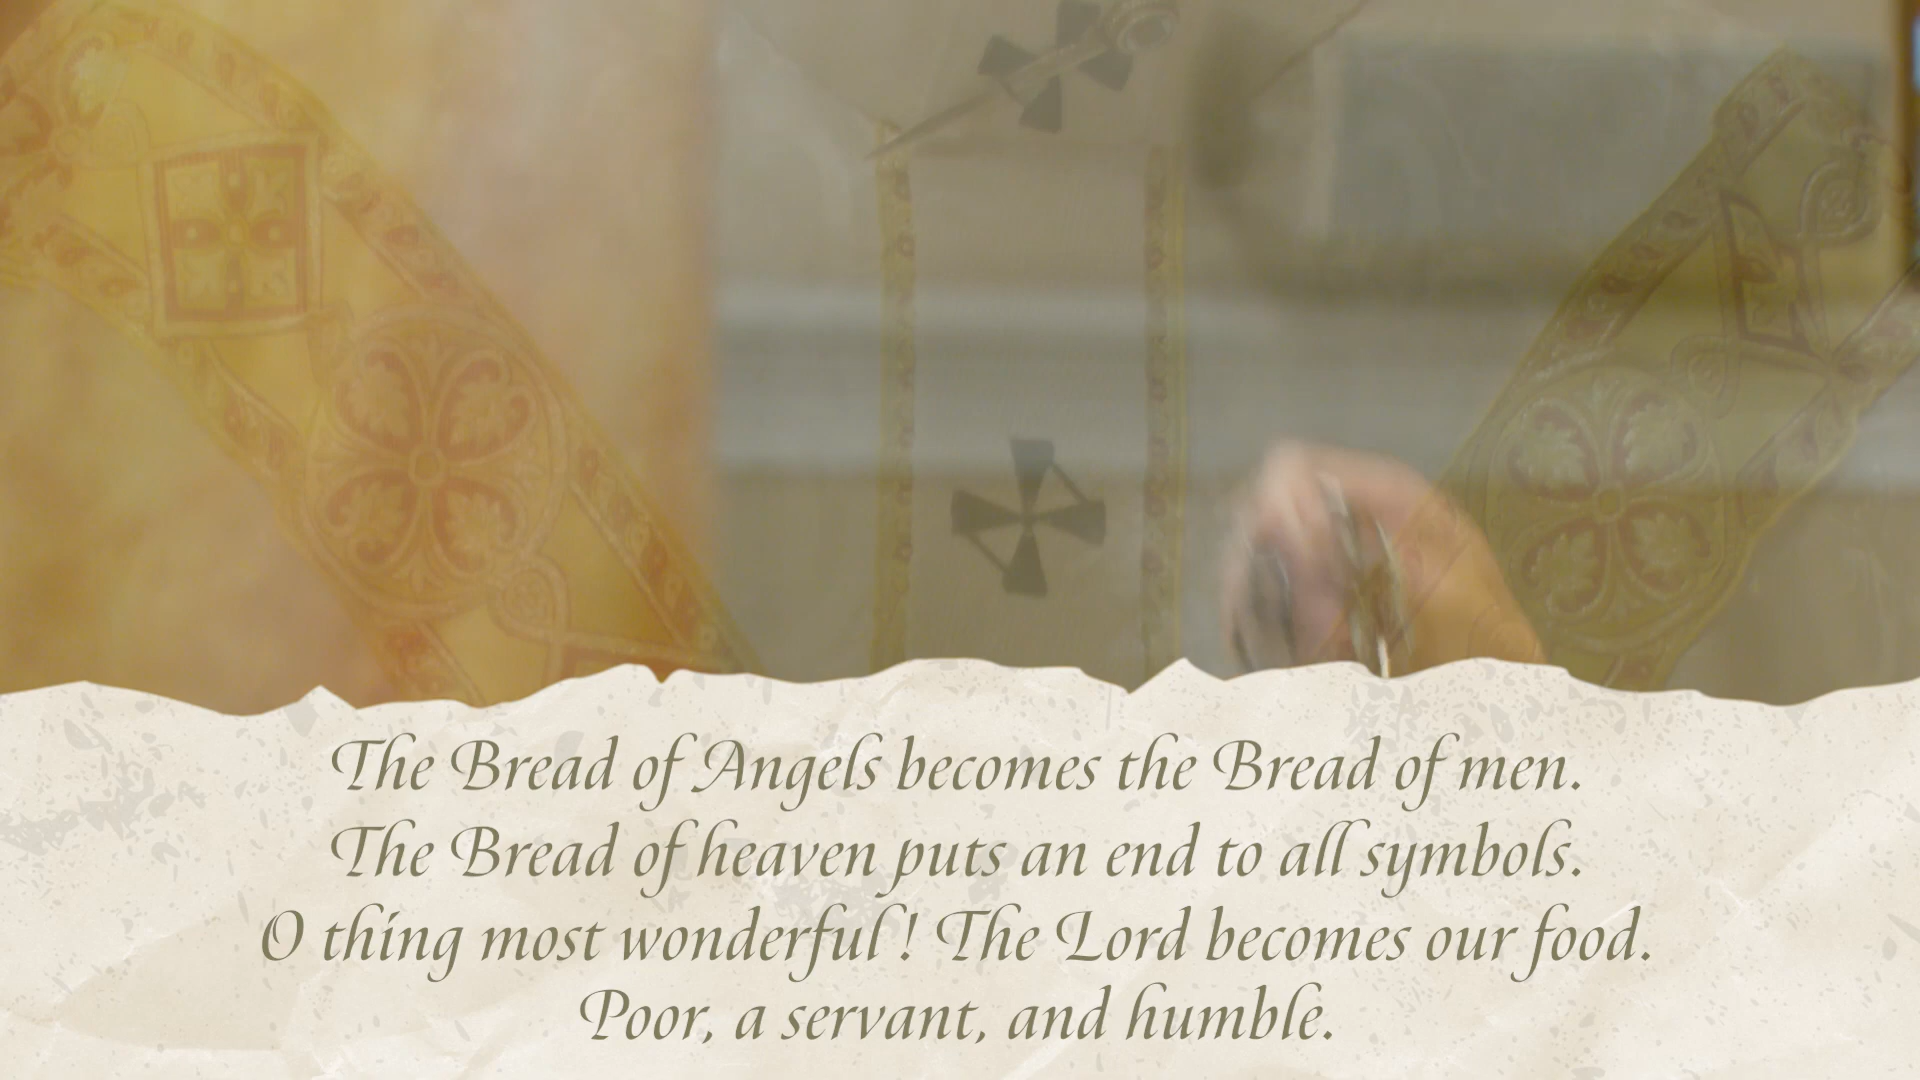 The Bread of Angels becomes the Bread of men.
The Bread of heaven puts an end to all symbols.
O thing most wonderful! The Lord becomes our food.
Poor, a servant, and humble.